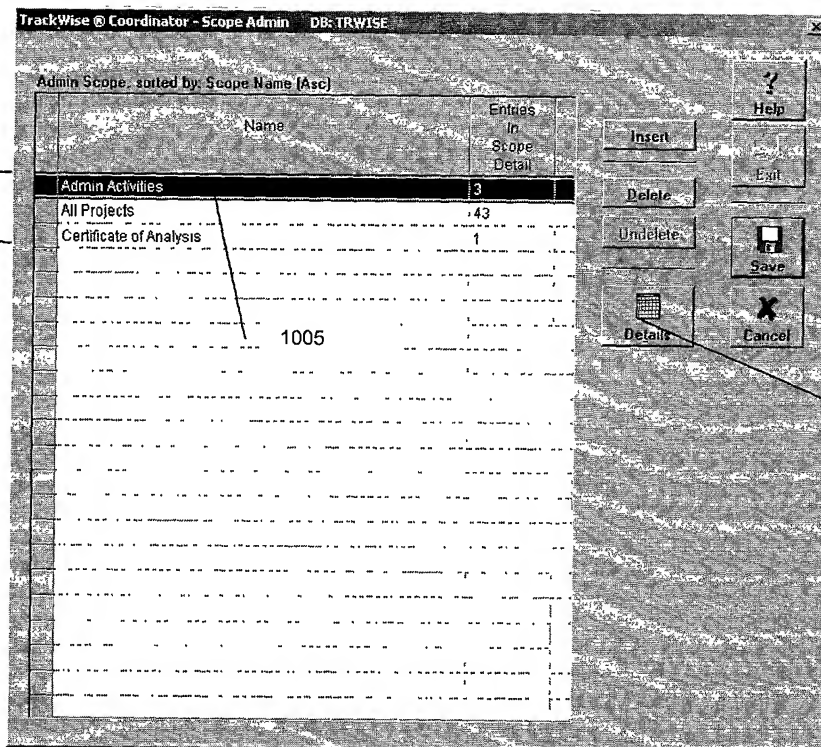 TrackWise ® Coordinator - Scope Admin DB: TRWISE
Admin Scope, sorted by: Scope Name (Asc)
Name
Entries
In
Scope
Detail
Admin Activities 3
All Projects 43
Certificate of Analysis 1
1005
Insert
Delete
Undelete
Details
Help
Exit
Save
Cancel